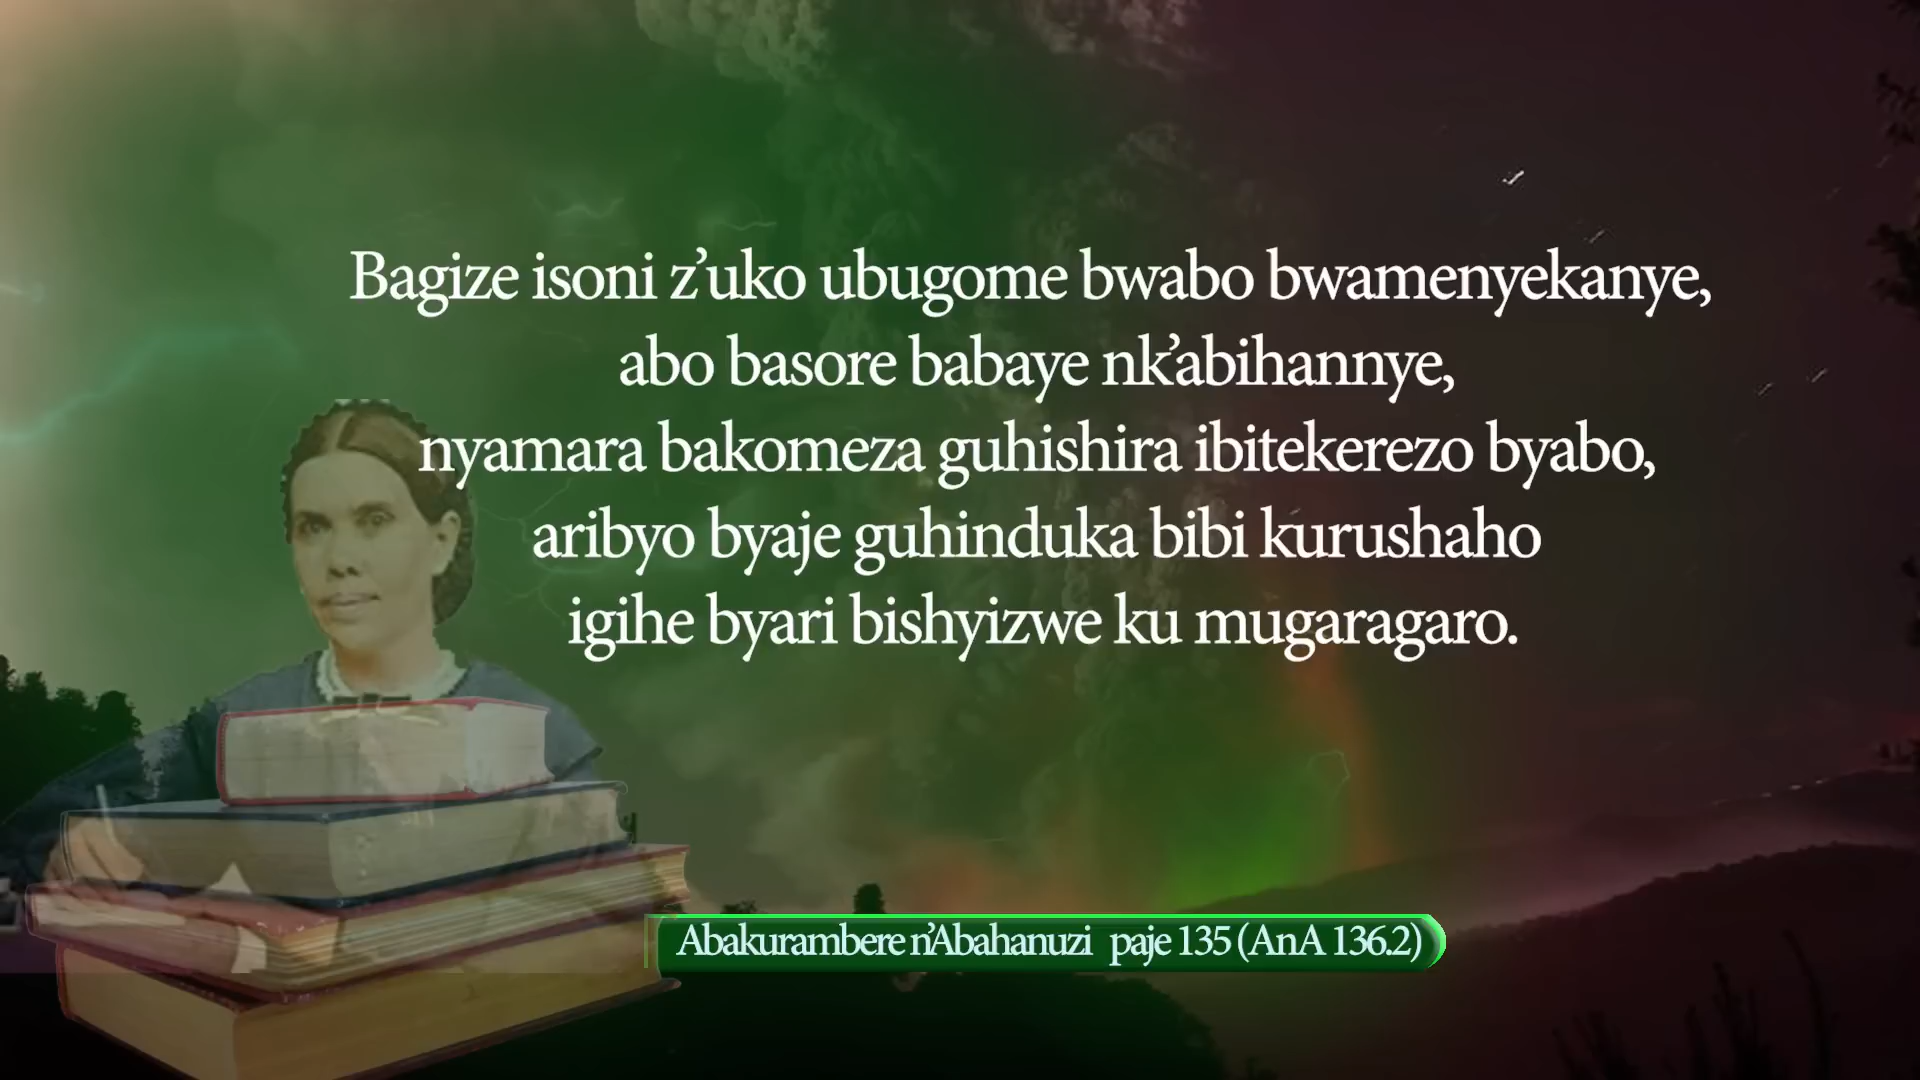 Bagize isoni z’uko ubugome bwabo bwamenyekanye,
abo basore babaye nk’abihannye,
nyamara bakomeza guhishira ibitekerezo byabo,
aribyo byaje guhinduka bibi kurushaho
igihe byari bishyizwe ku mugaragaro.
Abakurambere n’Abahanuzi paje 135 (AnA 136.2)